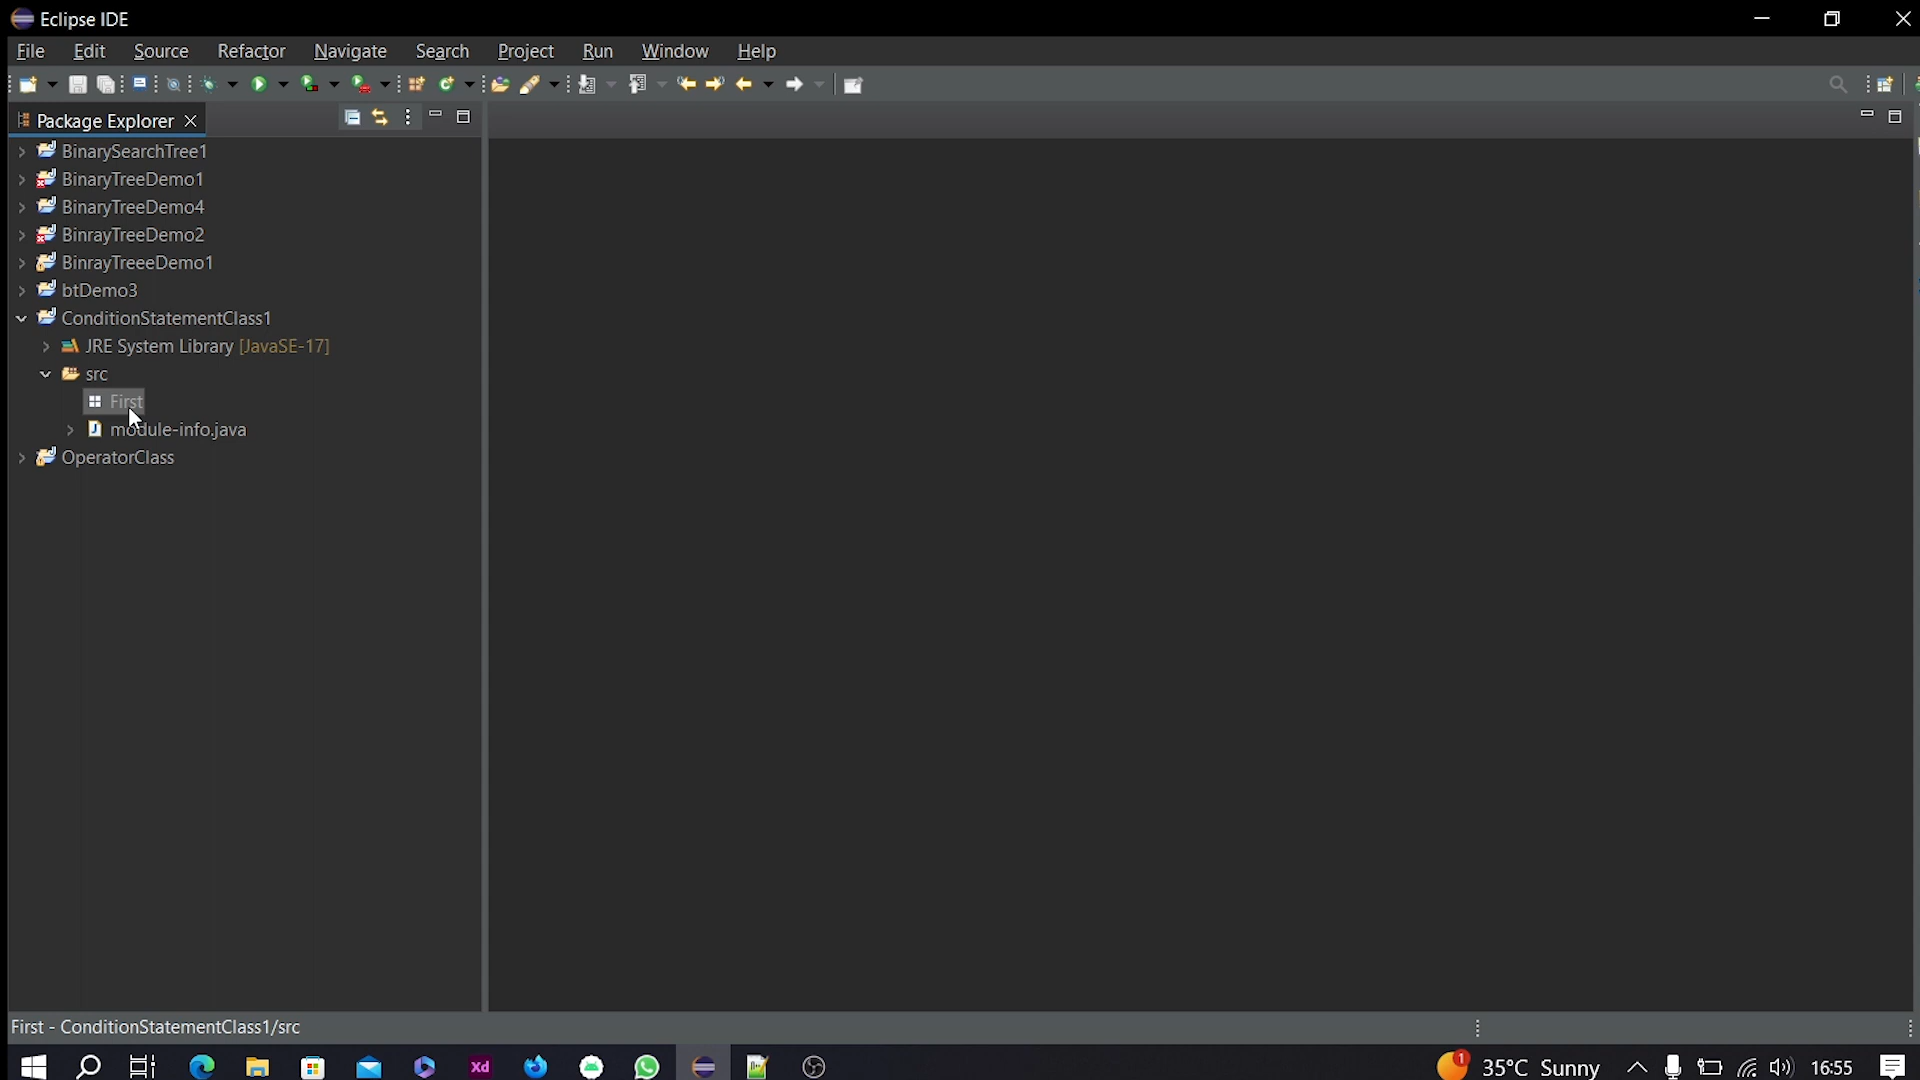 Eclipse IDE
File Edit Source Refactor Navigate Search Project Run Window Help
Package Explorer
BinarySearchTree1
BinaryTreeDemo1
BinaryTreeDemo4
BinrayTreeDemo2
BinrayTreeeDemo1
btDemo3
ConditionStatementClass1
JRE System Library [JavaSE-17]
src
First
module-info.java
OperatorClass
First - ConditionStatementClass1/src
Xd
1
35°C Sunny
16:55